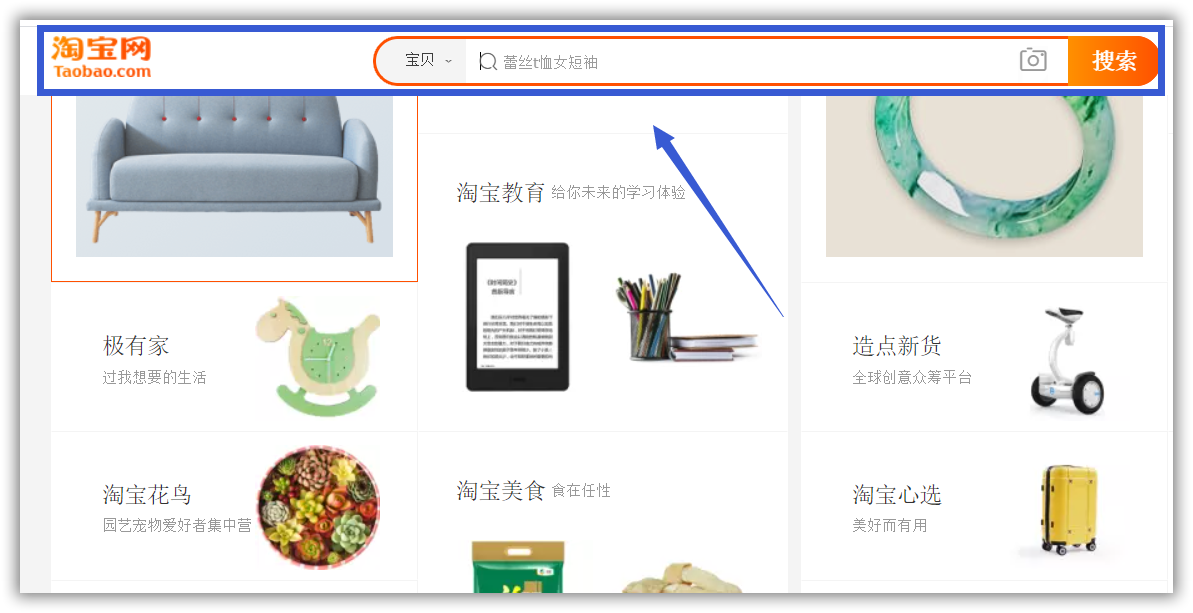 淘宝网
Taobao.com
宝贝
蕾丝t恤女短袖
搜索
淘宝教育 给你未来的学习体验
极有家
过我想要的生活
造点新货
全球创意众筹平台
淘宝花鸟
园艺宠物爱好者集中营
淘宝美食 食在任性
淘宝心选
美好而有用